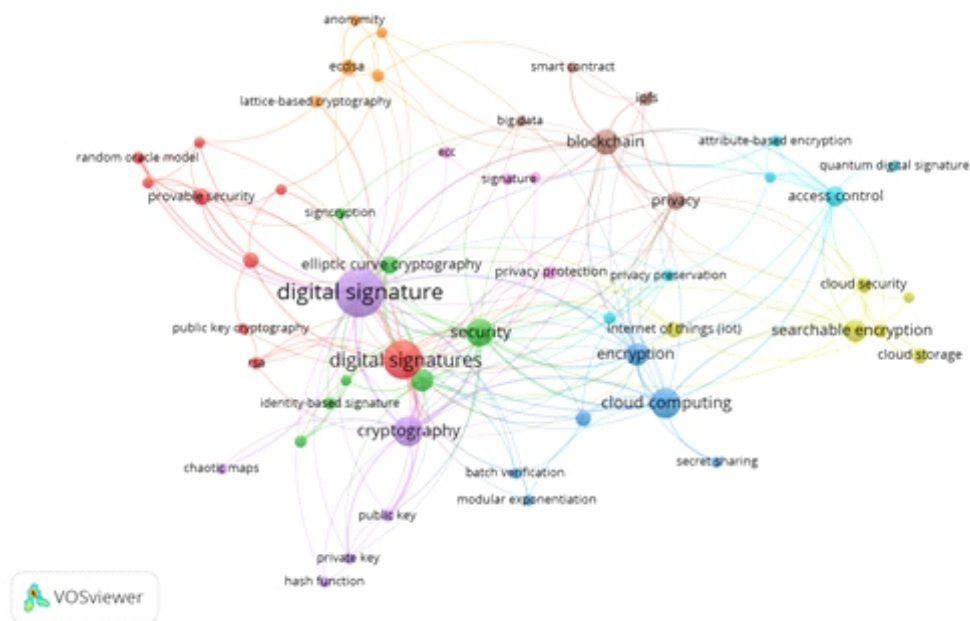 anonymity
ecdsa
smart contract
lattice-based cryptography
ipfs
big data
blockchain
attribute-based encryption
random oracle model
ecc
quantum digital signature
signature
provable security
privacy
access control
signcryption
elliptic curve cryptography
privacy protection
privacy preservation
cloud security
digital signature
public key cryptography
security
internet of things (iot)
searchable encryption
rsa
digital signatures
encryption
cloud storage
identity-based signature
cloud computing
cryptography
chaotic maps
batch verification
secret sharing
modular exponentiation
public key
private key
hash function
VOSviewer